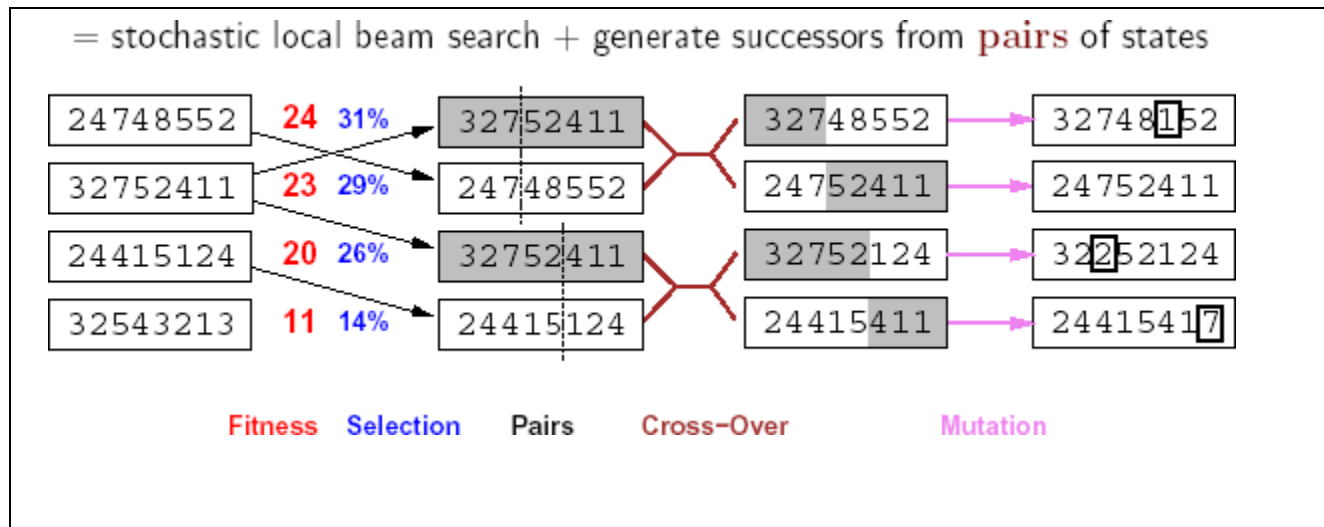 = stochastic local beam search + generate successors from pairs of states
24748552 24 31% 32752411 32748552 32748152
32752411 23 29% 24748552 24752411 24752411
24415124 20 26% 32752411 32752124 32252124
32543213 11 14% 24415124 24415411 24415417
Fitness Selection Pairs Cross-Over Mutation